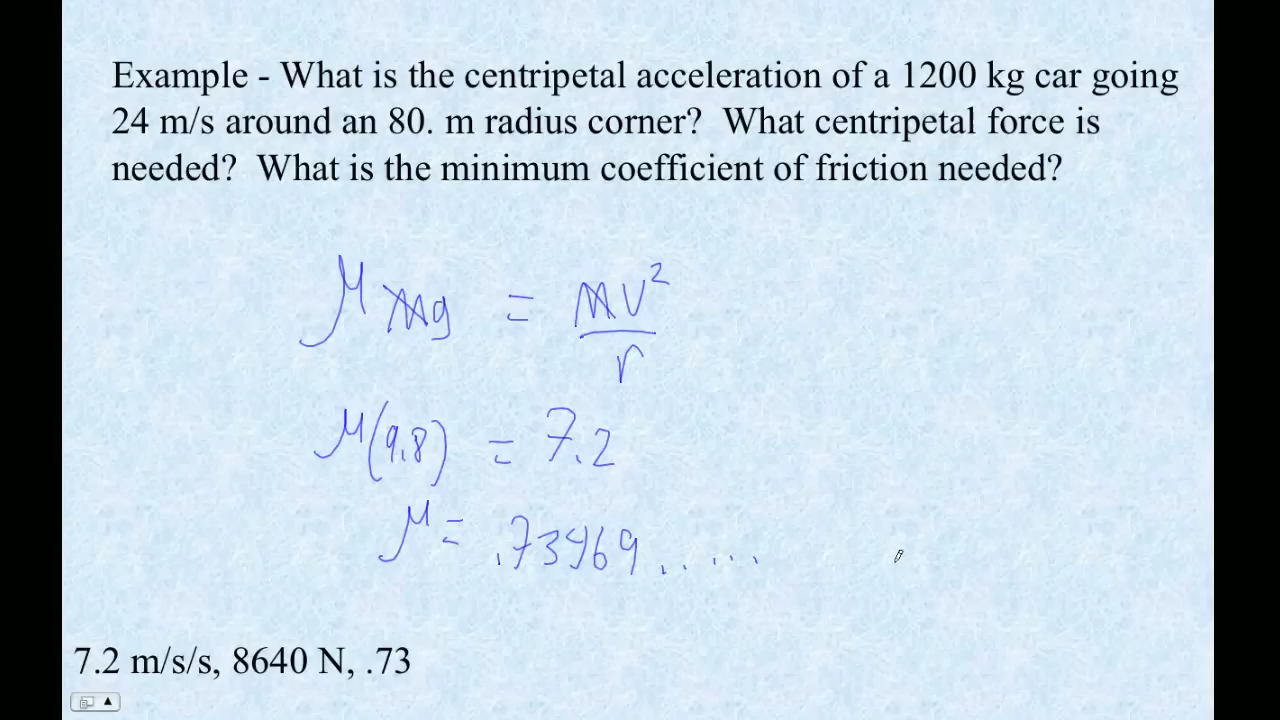 Example - What is the centripetal acceleration of a 1200 kg car going
24 m/s around an 80. m radius corner?  What centripetal force is
needed?  What is the minimum coefficient of friction needed?
μmg = mv²/r
μ(9.8) = 7.2
μ = .73469.....
7.2 m/s/s, 8640 N, .73